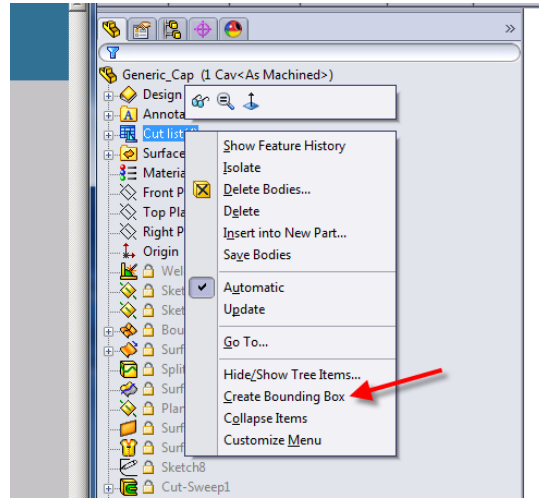 »
Generic_Cap (1 Cav<As Machined>)
Design
A Annota
Cut list
Surface
Materia
Front P
Top Pla
Right P
Origin
Wel
Sket
Sket
Bou
Surf
Split
Surf
Plan
Surf
Surf
Sketch8
Cut-Sweep1
Show Feature History
Isolate
Delete Bodies...
Delete
Insert into New Part...
Save Bodies
Automatic
Update
Go To...
Hide/Show Tree Items...
Create Bounding Box
Collapse Items
Customize Menu